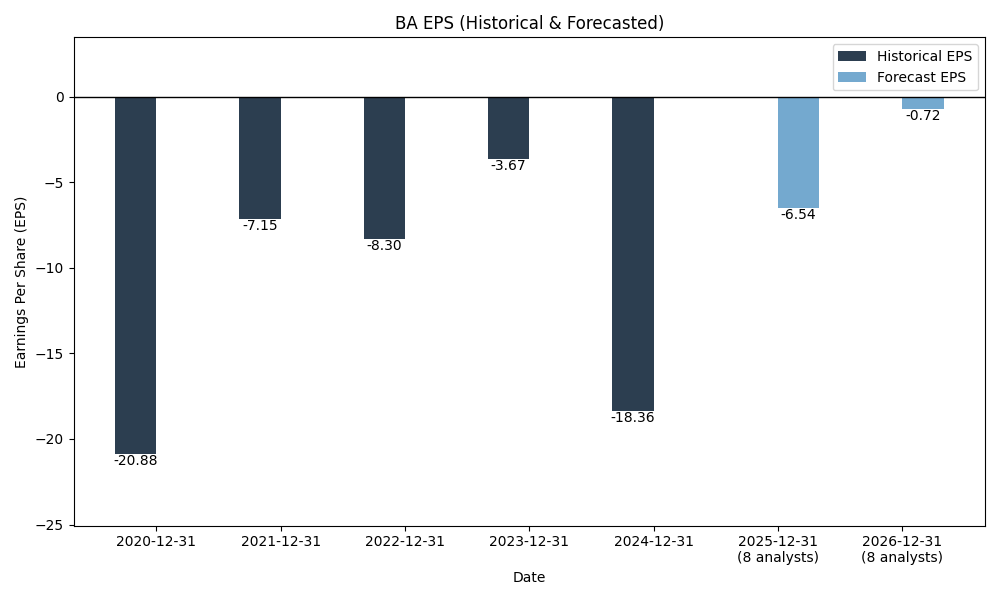 BA EPS (Historical & Forecasted)
Historical EPS
Forecast EPS
Earnings Per Share (EPS)
0
−5
−10
−15
−20
−25
-20.88
-7.15
-8.30
-3.67
-18.36
-6.54
-0.72
2020-12-31
2021-12-31
2022-12-31
2023-12-31
2024-12-31
2025-12-31
(8 analysts)
2026-12-31
(8 analysts)
Date